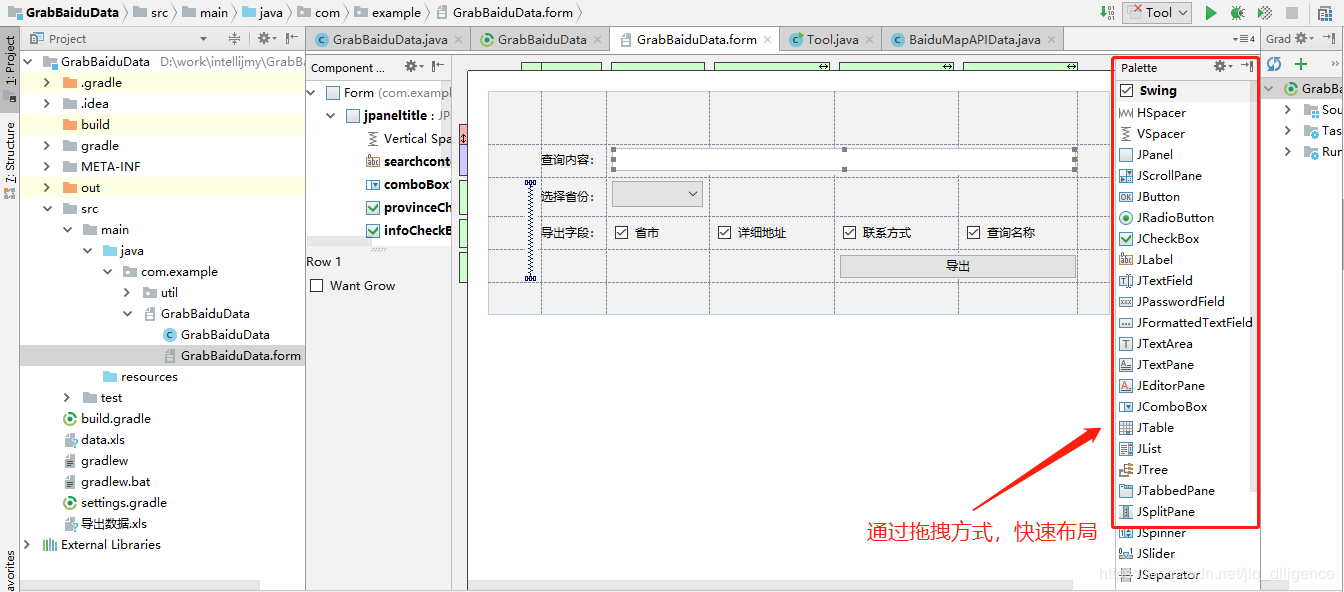 GrabBaiduData
src
main
java
com
example
GrabBaiduData.form
Tool
1: Project
7: Structure
Project
GrabBaiduData D:\work\intellijmy\GrabB
.gradle
.idea
build
gradle
META-INF
out
src
main
java
com.example
util
GrabBaiduData
GrabBaiduData
GrabBaiduData.form
resources
test
build.gradle
data.xls
gradlew
gradlew.bat
settings.gradle
导出数据.xls
External Libraries
avorites
GrabBaiduData.java
GrabBaiduData
GrabBaiduData.form
Tool.java
BaiduMapAPIData.java
4
Component ...
Form (com.exampl
jpaneltitle : JP
Vertical Spa
searchcont
comboBox
provinceCh
infoCheckB
Row 1
Want Grow
查询内容:
选择省份:
导出字段:
省市
详细地址
联系方式
查询名称
导出
通过拖拽方式，快速布局
Palette
Swing
HSpacer
VSpacer
JPanel
JScrollPane
JButton
JRadioButton
JCheckBox
JLabel
JTextField
JPasswordField
JFormattedTextField
JTextArea
JTextPane
JEditorPane
JComboBox
JTable
JList
JTree
JTabbedPane
JSplitPane
JSpinner
JSlider
JSeparator
Grad
GrabBa
Sou
Tas
Run